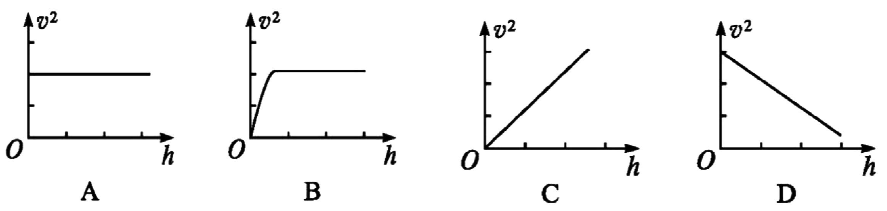 v² v² v² v²
O h O h O h O h
A B C D